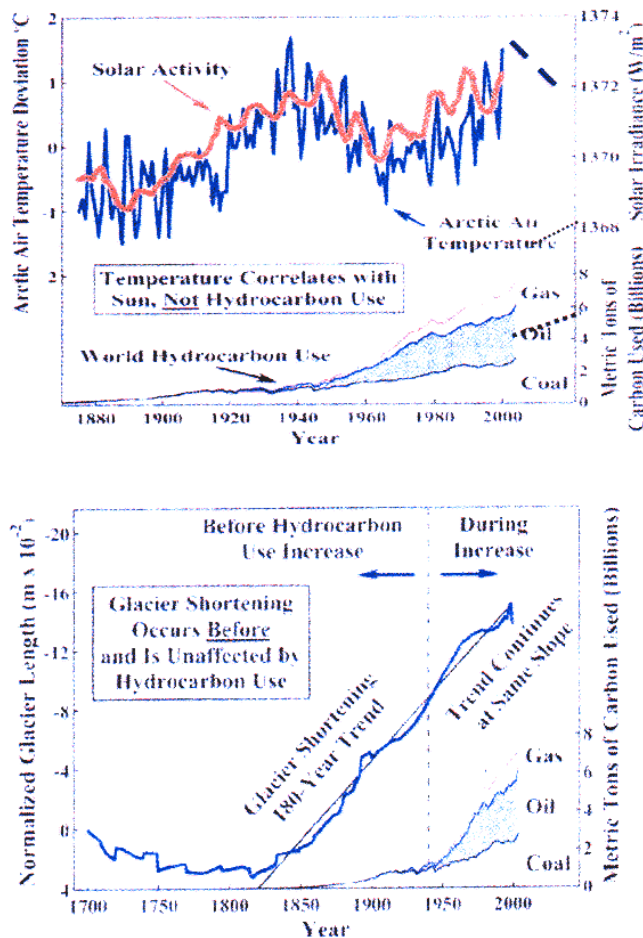 Arctic Air Temperature Deviation °C
2
1
0
-1
2
Solar Activity
Arctic Air
Temperature
Temperature Correlates with
Sun, Not Hydrocarbon Use
World Hydrocarbon Use
Gas
Oil
Coal
1374
1372
1370
1368
Solar Irradiance (W/m²)
8
6
4
2
0
Metric Tons of
Carbon Used (Billions)
1880 1900 1920 1940 1960 1980 2000
Year
Normalized Glacier Length (m x 10⁻²)
-20
-16
-12
-8
-4
0
4
Before Hydrocarbon
Use Increase
During
Increase
Glacier Shortening
Occurs Before
and Is Unaffected by
Hydrocarbon Use
Glacier Shortening
180-Year Trend
Trend Continues
at Same Slope
Gas
Oil
Coal
8
6
4
2
0
Metric Tons of Carbon Used (Billions)
1700 1750 1800 1850 1900 1950 2000
Year